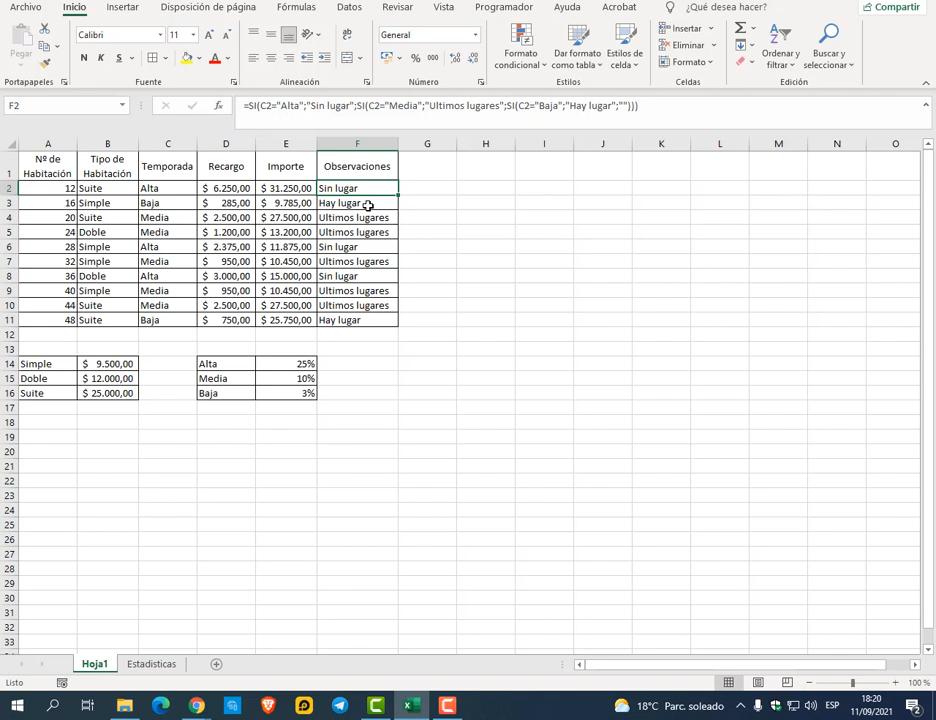 Archivo Inicio Insertar Disposición de página Fórmulas Datos Revisar Vista Programador Ayuda Acrobat ¿Qué desea hacer? Compartir
Pegar
Calibri 11
N K S
General
% 000
Formato condicional
Dar formato como tabla
Estilos de celda
Insertar
Eliminar
Formato
Ordenar y filtrar
Buscar y seleccionar
Portapapeles Fuente Alineación Número Estilos Celdas Edición
F2 fx =SI(C2="Alta";"Sin lugar";SI(C2="Media";"Ultimos lugares";SI(C2="Baja";"Hay lugar";"")))
A B C D E F G H I J K L M N O
1 Nº de Habitación Tipo de Habitación Temporada Recargo Importe Observaciones
2 12 Suite Alta $ 6.250,00 $ 31.250,00 Sin lugar
3 16 Simple Baja $ 285,00 $ 9.785,00 Hay lugar
4 20 Suite Media $ 2.500,00 $ 27.500,00 Ultimos lugares
5 24 Doble Media $ 1.200,00 $ 13.200,00 Ultimos lugares
6 28 Simple Alta $ 2.375,00 $ 11.875,00 Sin lugar
7 32 Simple Media $ 950,00 $ 10.450,00 Ultimos lugares
8 36 Doble Alta $ 3.000,00 $ 15.000,00 Sin lugar
9 40 Simple Media $ 950,00 $ 10.450,00 Ultimos lugares
10 44 Suite Media $ 2.500,00 $ 27.500,00 Ultimos lugares
11 48 Suite Baja $ 750,00 $ 25.750,00 Hay lugar
12
13
14 Simple $ 9.500,00 Alta 25%
15 Doble $ 12.000,00 Media 10%
16 Suite $ 25.000,00 Baja 3%
17
18
19
20
21
22
23
24
25
26
27
28
29
30
31
32
33
Hoja1 Estadisticas
Listo 100 %
18°C Parc. soleado ESP 18:20
11/09/2021 2